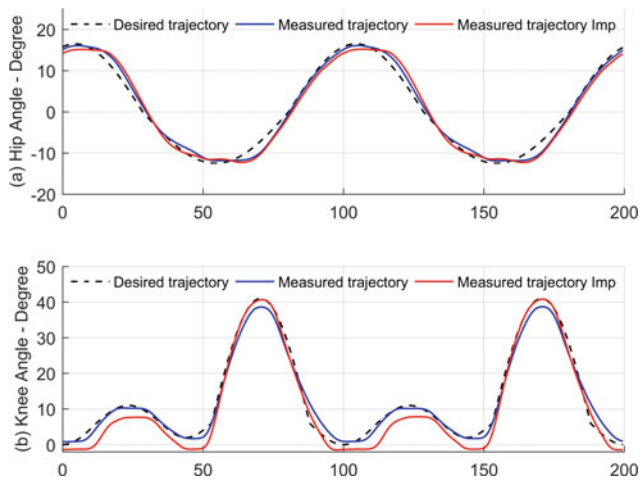 Desired trajectory Measured trajectory Measured trajectory Imp
20
10
0
-10
-20
(a) Hip Angle - Degree
0 50 100 150 200
Desired trajectory Measured trajectory Measured trajectory Imp
50
40
30
20
10
0
(b) Knee Angle - Degree
0 50 100 150 200